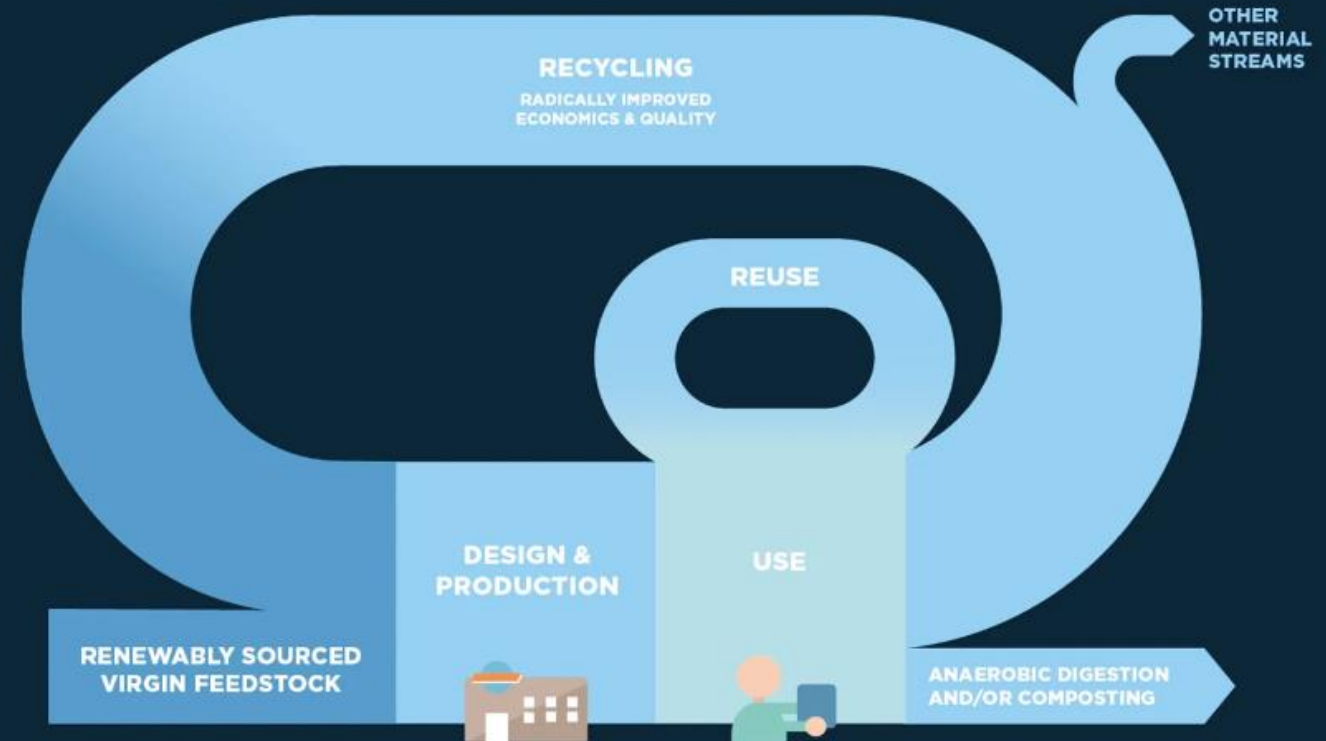 OTHER
MATERIAL
STREAMS
RECYCLING
RADICALLY IMPROVED
ECONOMICS & QUALITY
REUSE
DESIGN &
PRODUCTION
USE
RENEWABLY SOURCED
VIRGIN FEEDSTOCK
ANAEROBIC DIGESTION
AND/OR COMPOSTING